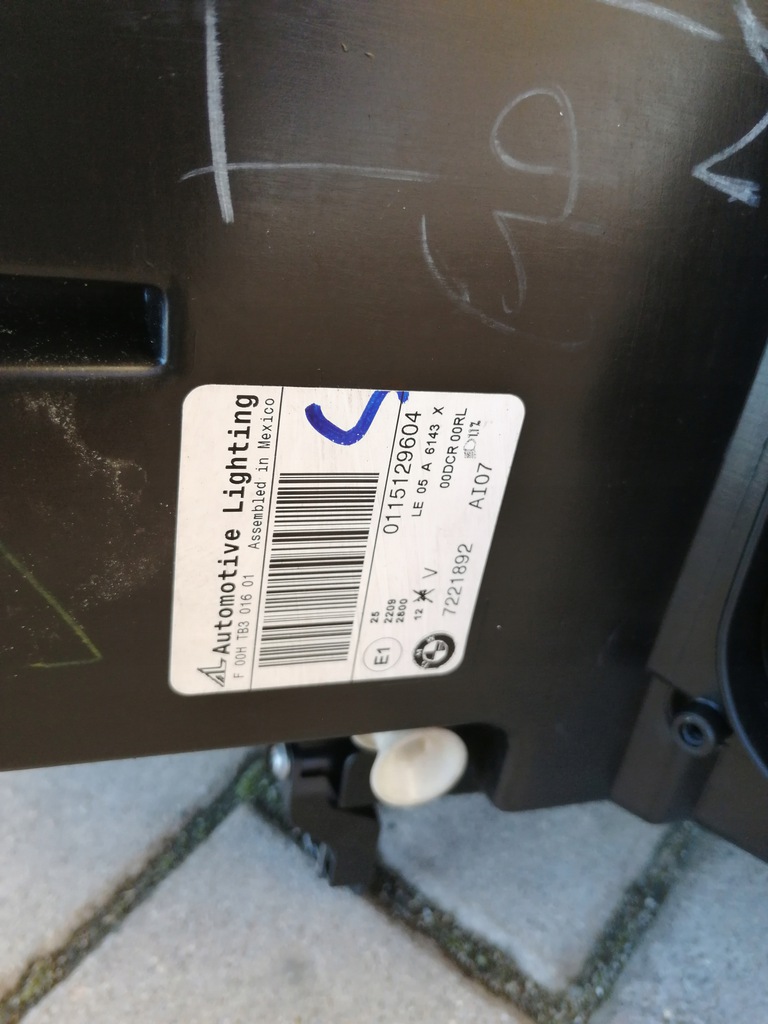 Automotive Lighting
F 00H TB3 016 01 Assembled in Mexico
0115129604
LE 05 A 6143 X
00DCR 00RL
25
2209
2800
E1
12 V
7221892 AI07